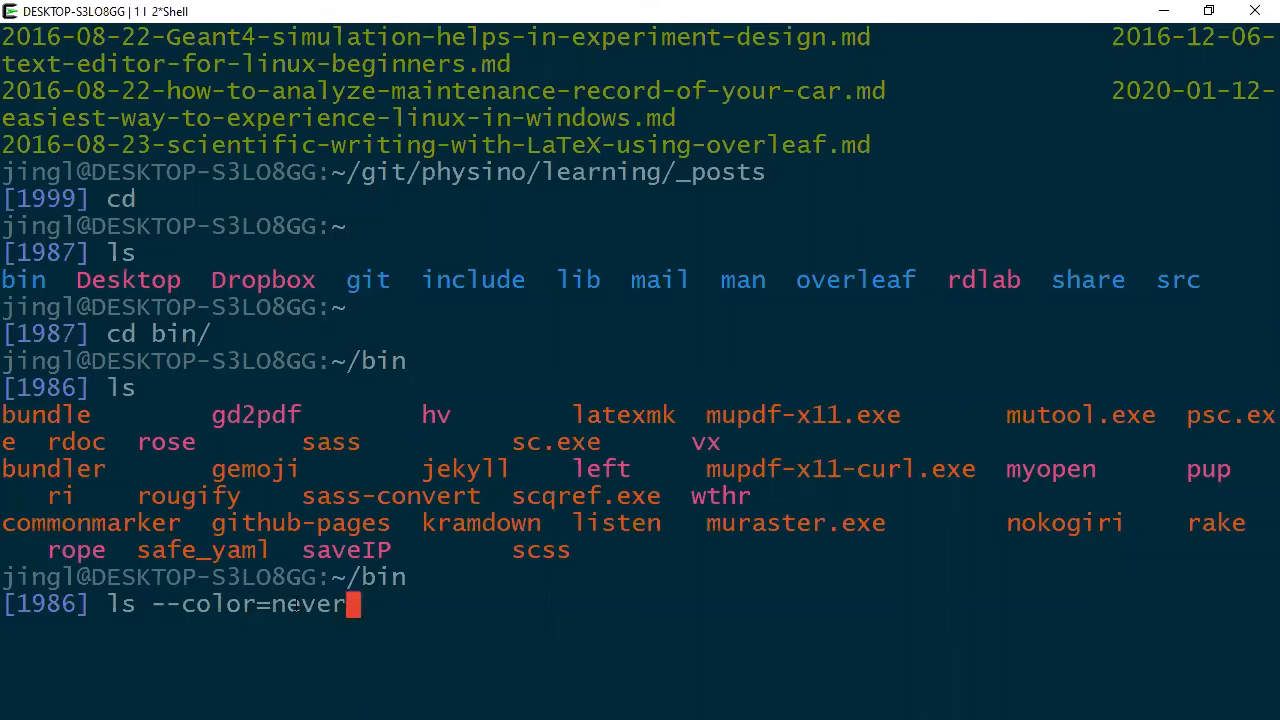 DESKTOP-S3LO8GG | 1 l  2*Shell
2016-08-22-Geant4-simulation-helps-in-experiment-design.md                2016-12-06-
text-editor-for-linux-beginners.md
2016-08-22-how-to-analyze-maintenance-record-of-your-car.md               2020-01-12-
easiest-way-to-experience-linux-in-windows.md
2016-08-23-scientific-writing-with-LaTeX-using-overleaf.md
jingl@DESKTOP-S3LO8GG:~/git/physino/learning/_posts
[1999] cd
jingl@DESKTOP-S3LO8GG:~
[1987] ls
bin  Desktop  Dropbox  git  include  lib  mail  man  overleaf  rdlab  share  src
jingl@DESKTOP-S3LO8GG:~
[1987] cd bin/
jingl@DESKTOP-S3LO8GG:~/bin
[1986] ls
bundle        gd2pdf        hv        latexmk  mupdf-x11.exe       mutool.exe  psc.ex
e  rdoc  rose       sass          sc.exe      vx
bundler       gemoji        jekyll    left     mupdf-x11-curl.exe  myopen      pup
   ri    rougify    sass-convert  scqref.exe  wthr
commonmarker  github-pages  kramdown  listen   muraster.exe        nokogiri    rake
   rope  safe_yaml  saveIP        scss
jingl@DESKTOP-S3LO8GG:~/bin
[1986] ls --color=never